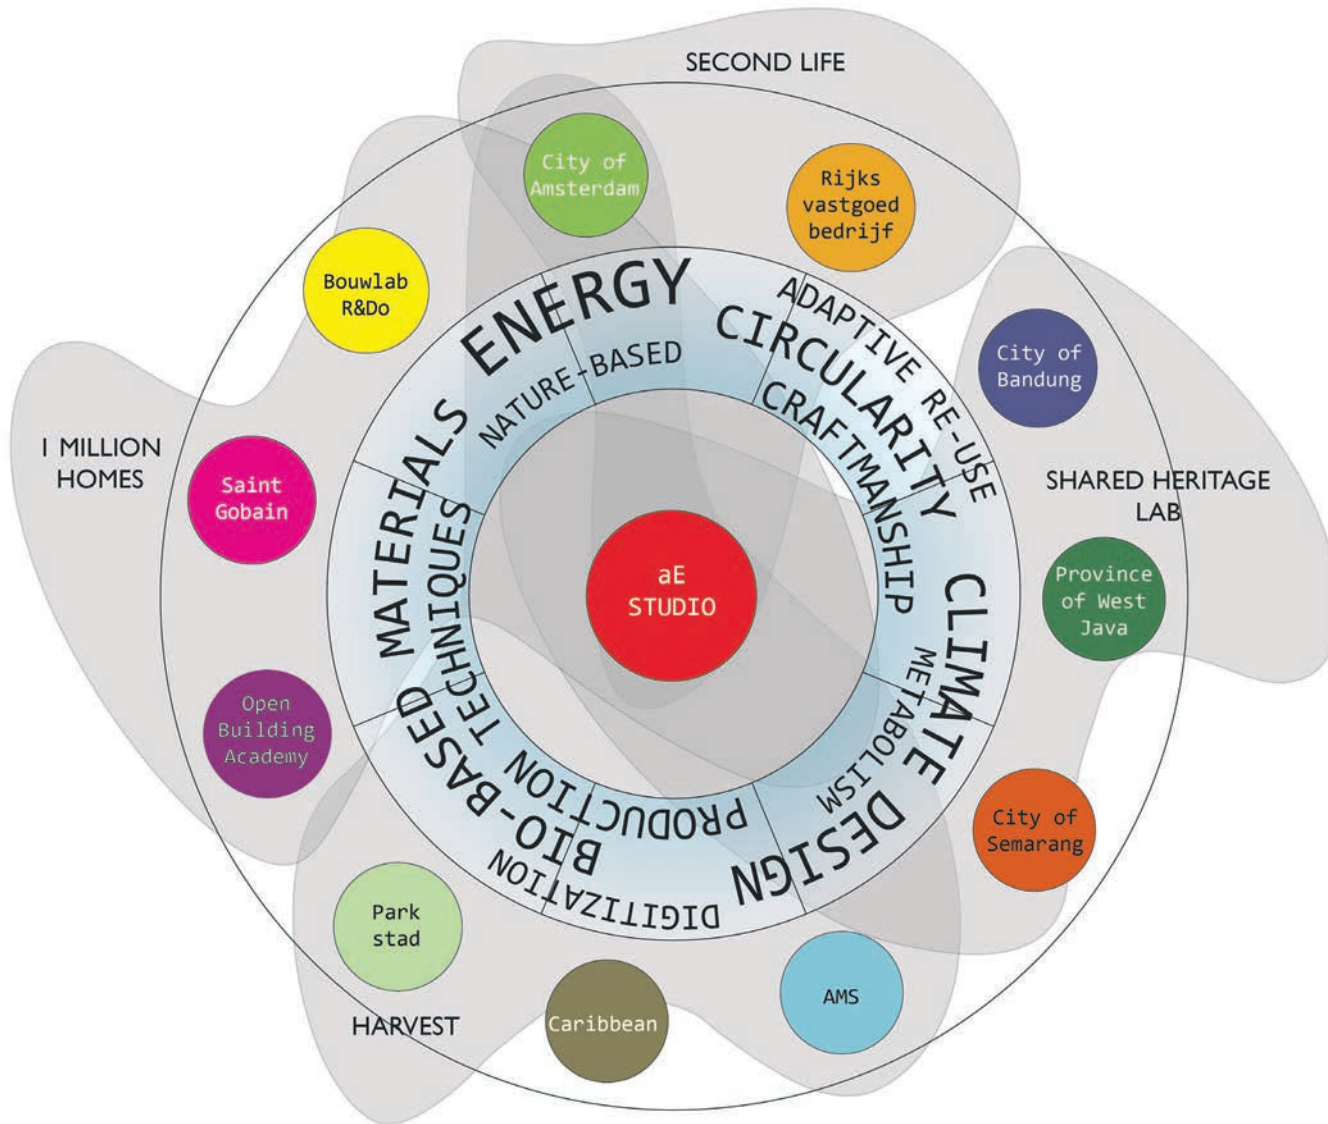 SECOND LIFE
City of
Amsterdam
Rijks
vastgoed
bedrijf
Bouwlab
R&Do
City of
Bandung
1 MILLION
HOMES
Saint
Gobain
SHARED HERITAGE
LAB
Province
of West
Java
Open
Building
Academy
City of
Semarang
Park
stad
HARVEST
Caribbean
AMS
ENERGY
NATURE-BASED
ADAPTIVE RE-USE
CIRCULARITY
CRAFTMANSHIP
CLIMATE DESIGN
METABOLISM
BIO-BASED MATERIALS
PRODUCTION TECHNIQUES
DIGITIZATION
aE
STUDIO